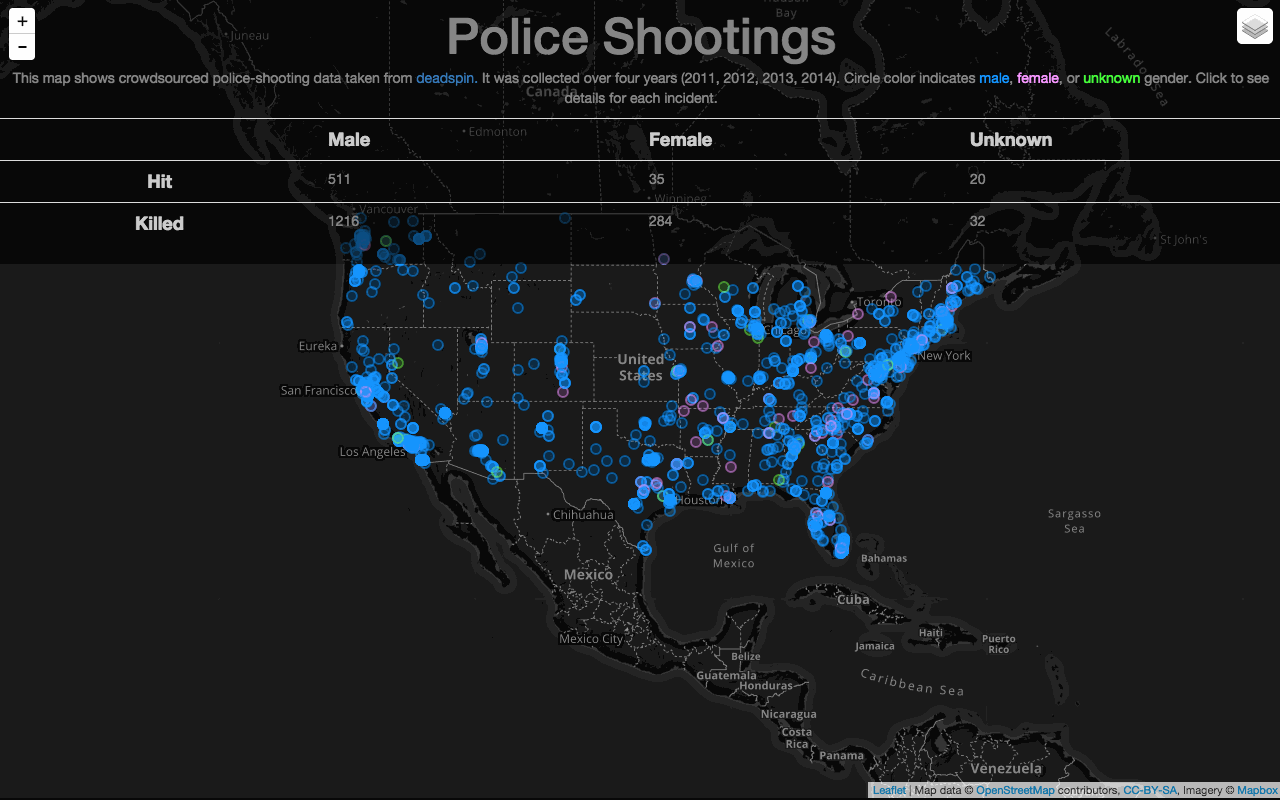 +
−
Police Shootings
This map shows crowdsourced police-shooting data taken from deadspin. It was collected over four years (2011, 2012, 2013, 2014). Circle color indicates male, female, or unknown gender. Click to see
details for each incident.
Male Female Unknown
Hit 511 35 20
Killed 1216 284 32
Hudson
Bay
Juneau
Labrador Sea
Canada
Edmonton
Winnipeg
Vancouver
St John's
Toronto
Chicago
Eureka
New York
United
States
San Francisco
Los Angeles
Houston
Chihuahua
Sargasso
Sea
Gulf of
Mexico
Bahamas
Mexico
Cuba
Mexico City
Haiti
Puerto
Rico
Jamaica
Belize
Guatemala
Honduras
Caribbean Sea
Nicaragua
Costa
Rica
Panama
Venezuela
Leaflet | Map data © OpenStreetMap contributors, CC-BY-SA, Imagery © Mapbox